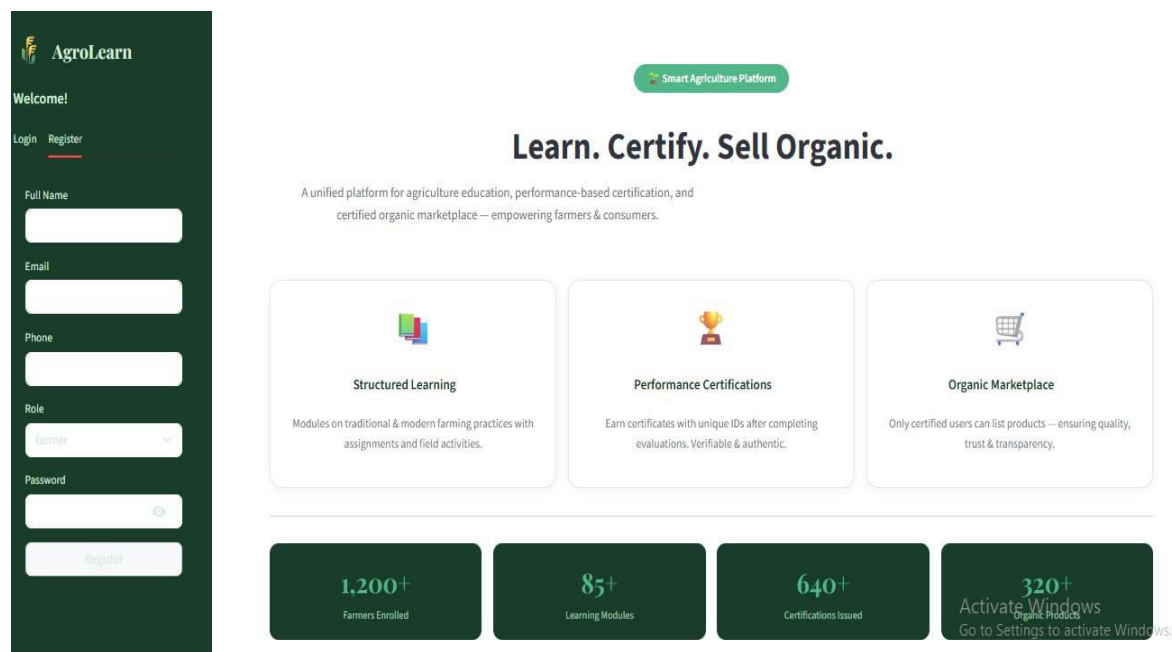 AgroLearn
Welcome!
Login Register
Full Name
Email
Phone
Role
farmer
Password
Register
Smart Agriculture Platform
Learn. Certify. Sell Organic.
A unified platform for agriculture education, performance-based certification, and
certified organic marketplace — empowering farmers & consumers.
Structured Learning
Modules on traditional & modern farming practices with
assignments and field activities.
Performance Certifications
Earn certificates with unique IDs after completing
evaluations. Verifiable & authentic.
Organic Marketplace
Only certified users can list products — ensuring quality,
trust & transparency.
1,200+
Farmers Enrolled
85+
Learning Modules
640+
Certifications Issued
320+
Organic Products
Activate Windows
Go to Settings to activate Windows.